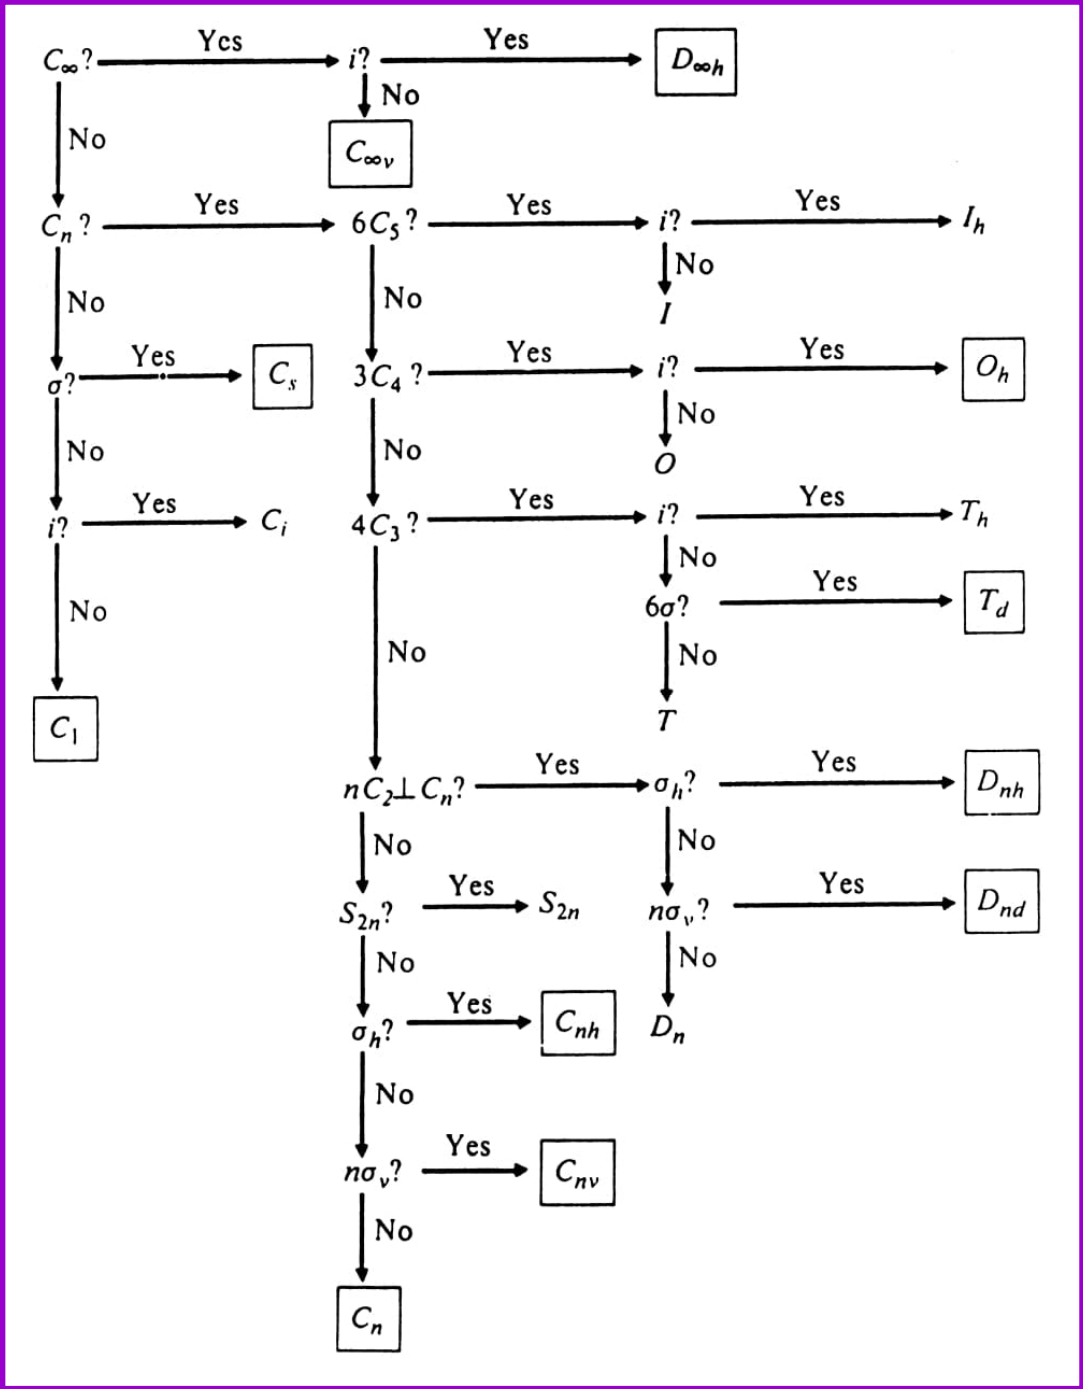 C∞? Yes i? Yes D∞h
No
No
C∞v
Cn? Yes 6C5? Yes i? Yes Ih
No
No No
I
σ? Yes Cs 3C4? Yes i? Yes Oh
No
No No
O
i? Yes Ci 4C3? Yes i? Yes Th
No
6σ? Yes Td
No
No
No
C1 T
nC2⊥Cn? Yes σh? Yes Dnh
No No
S2n? Yes S2n nσv? Yes Dnd
No No
σh? Yes Cnh Dn
No
nσv? Yes Cnv
No
Cn